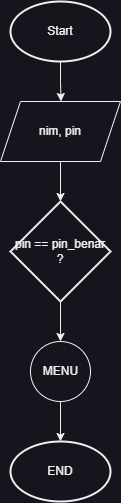 Start
nim, pin
pin == pin_benar
?
MENU
END